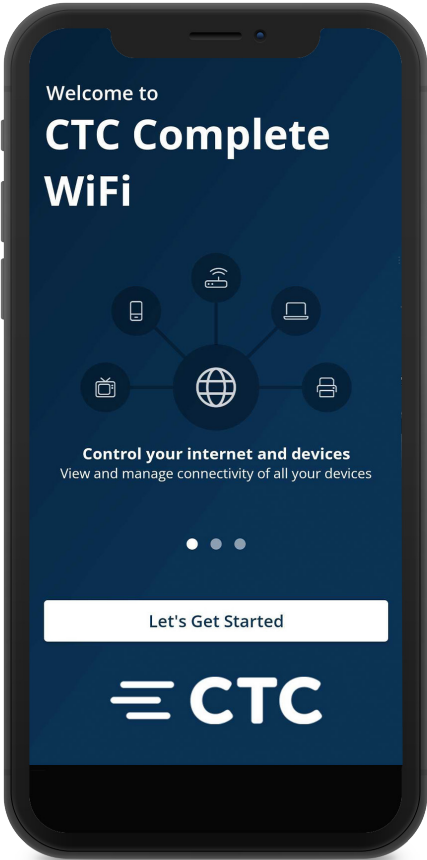 Welcome to
CTC Complete
WiFi
Control your internet and devices
View and manage connectivity of all your devices
Let's Get Started
CTC